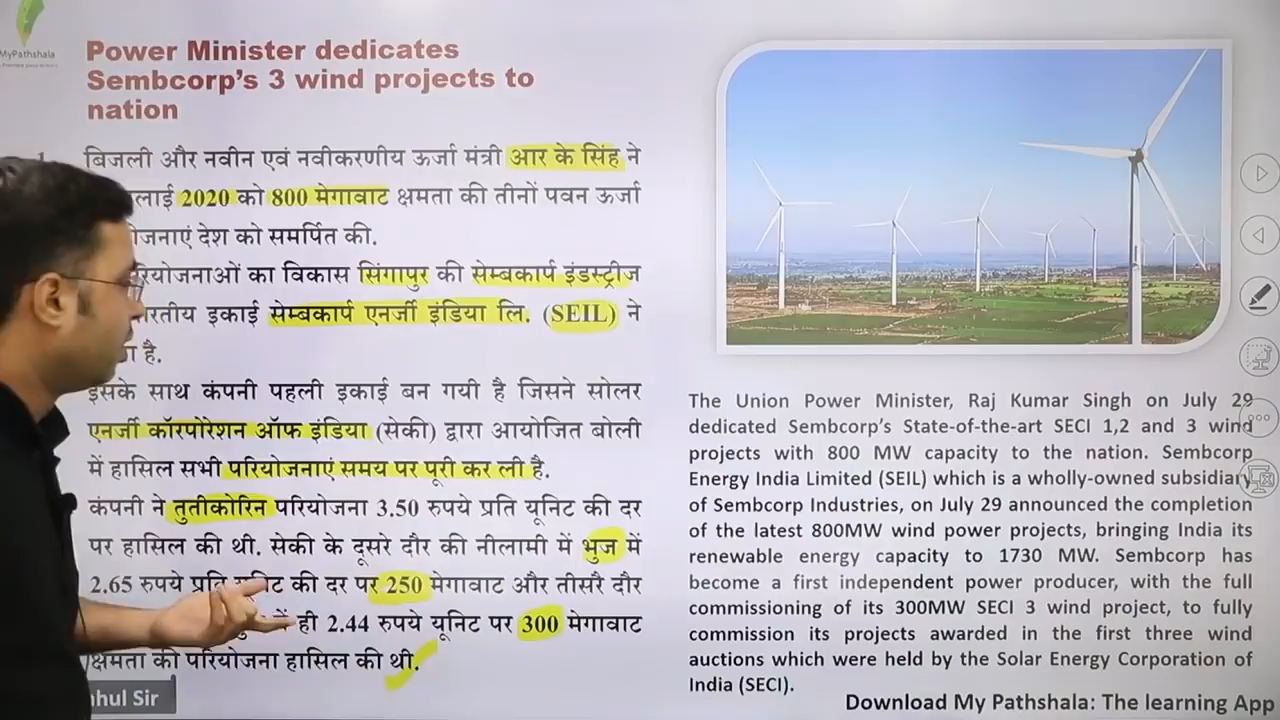 MyPathshala
Power Minister dedicates
Sembcorp's 3 wind projects to
nation
बिजली और नवीन एवं नवीकरणीय ऊर्जा मंत्री आर के सिंह ने
लाई 2020 को 800 मेगावाट क्षमता की तीनों पवन ऊर्जा
जनाएं देश को समर्पित की.
रियोजनाओं का विकास सिंगापुर की सेम्बकार्प इंडस्ट्रीज
रतीय इकाई सेम्बकार्प एनर्जी इंडिया लि. (SEIL) ने
है.
इसके साथ कंपनी पहली इकाई बन गयी है जिसने सोलर
एनर्जी कॉरपोरेशन ऑफ इंडिया (सेकी) द्वारा आयोजित बोली
में हासिल सभी परियोजनाएं समय पर पूरी कर ली है.
कंपनी ने तुतीकोरिन परियोजना 3.50 रुपये प्रति यूनिट की दर
पर हासिल की थी. सेकी के दूसरे दौर की नीलामी में भुज में
2.65 रुपये प्रति यूनिट की दर पर 250 मेगावाट और तीसरे दौर
में ही 2.44 रुपये यूनिट पर 300 मेगावाट
क्षमता की परियोजना हासिल की थी.
hul Sir
The Union Power Minister, Raj Kumar Singh on July 29
dedicated Sembcorp's State-of-the-art SECI 1,2 and 3 wind
projects with 800 MW capacity to the nation. Sembcorp
Energy India Limited (SEIL) which is a wholly-owned subsidiary
of Sembcorp Industries, on July 29 announced the completion
of the latest 800MW wind power projects, bringing India its
renewable energy capacity to 1730 MW. Sembcorp has
become a first independent power producer, with the full
commissioning of its 300MW SECI 3 wind project, to fully
commission its projects awarded in the first three wind
auctions which were held by the Solar Energy Corporation of
India (SECI).
Download My Pathshala: The learning App